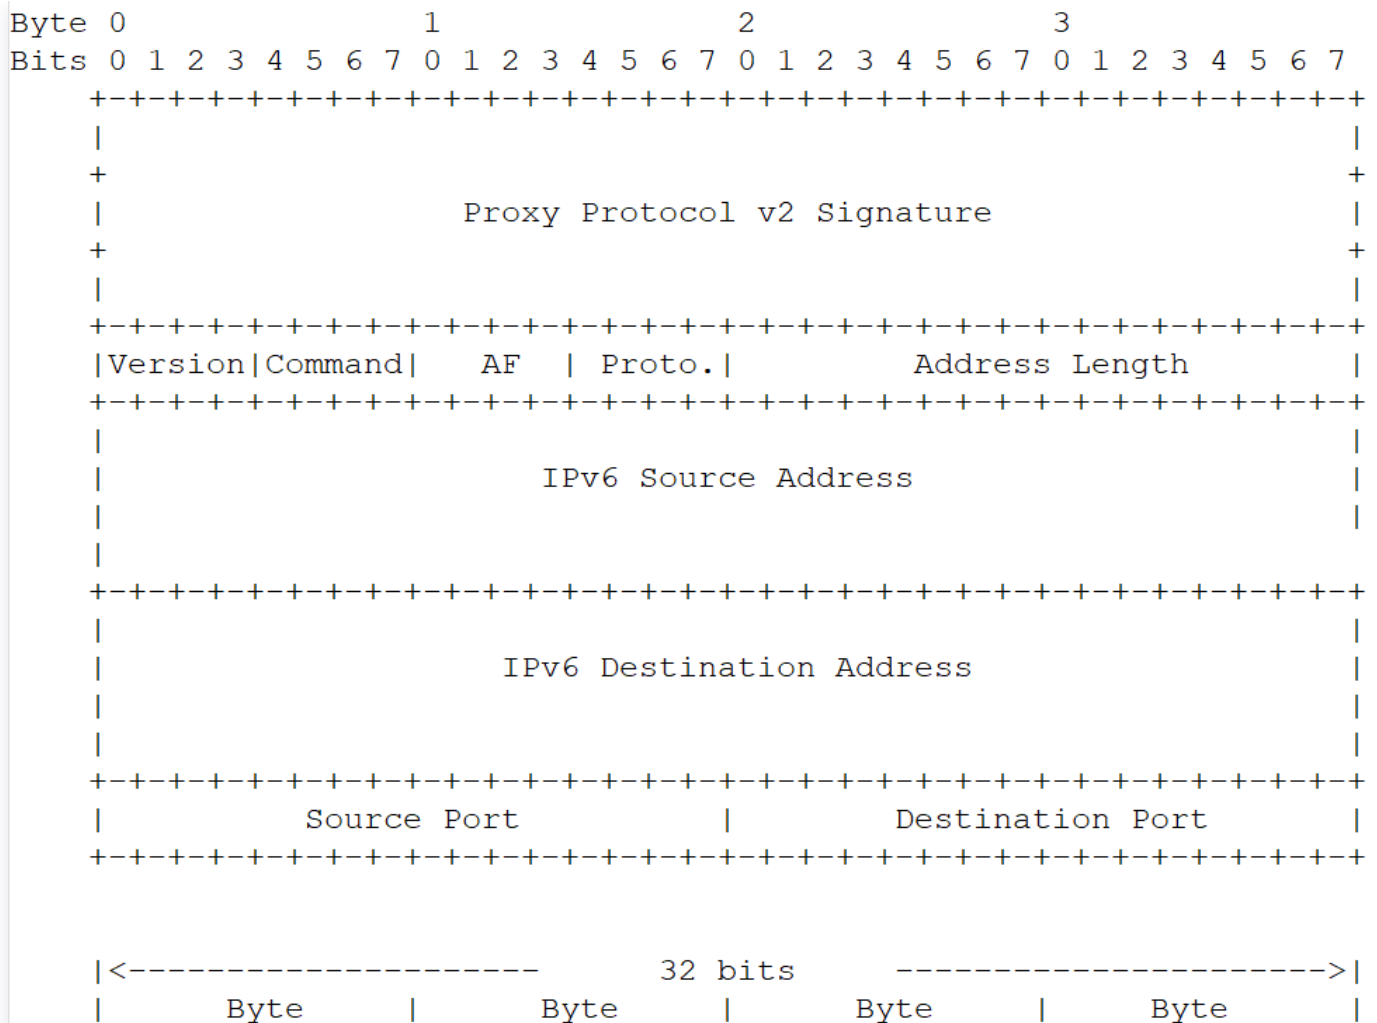 Byte 0               1               2               3
Bits 0 1 2 3 4 5 6 7 0 1 2 3 4 5 6 7 0 1 2 3 4 5 6 7 0 1 2 3 4 5 6 7
    +-+-+-+-+-+-+-+-+-+-+-+-+-+-+-+-+-+-+-+-+-+-+-+-+-+-+-+-+-+-+-+-+
    |                                                               |
    +                                                               +
    |                  Proxy Protocol v2 Signature                  |
    +                                                               +
    |                                                               |
    +-+-+-+-+-+-+-+-+-+-+-+-+-+-+-+-+-+-+-+-+-+-+-+-+-+-+-+-+-+-+-+-+
    |Version|Command|   AF  | Proto.|         Address Length        |
    +-+-+-+-+-+-+-+-+-+-+-+-+-+-+-+-+-+-+-+-+-+-+-+-+-+-+-+-+-+-+-+-+
    |                                                               |
    |                      IPv6 Source Address                      |
    |                                                               |
    |
    +-+-+-+-+-+-+-+-+-+-+-+-+-+-+-+-+-+-+-+-+-+-+-+-+-+-+-+-+-+-+-+-+
    |                                                               |
    |                    IPv6 Destination Address                   |
    |                                                               |
    |                                                               |
    +-+-+-+-+-+-+-+-+-+-+-+-+-+-+-+-+-+-+-+-+-+-+-+-+-+-+-+-+-+-+-+-+
    |          Source Port          |        Destination Port       |
    +-+-+-+-+-+-+-+-+-+-+-+-+-+-+-+-+-+-+-+-+-+-+-+-+-+-+-+-+-+-+-+-+
    |<---------------------      32 bits     ---------------------->|
    |      Byte     |      Byte     |      Byte     |     Byte      |